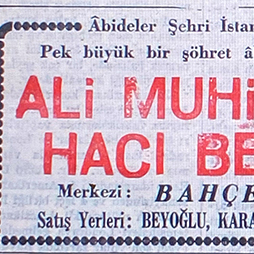 Âbideler Şehri İstan
Pek büyük bir şöhret â
ALİ MUHİ
HACI BE
Merkezi: BAHÇE
Satış Yerleri: BEYOĞLU, KARA